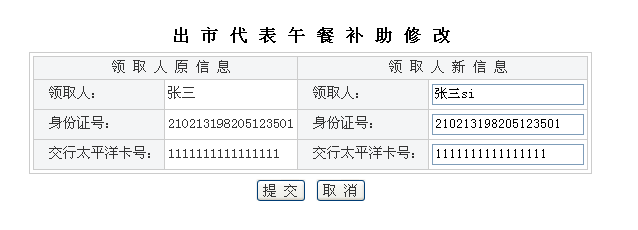 出市代表午餐补助修改
领取人原信息 领取人新信息
领取人： 张三 领取人： 张三si
身份证号： 210213198205123501 身份证号： 210213198205123501
交行太平洋卡号： 1111111111111111 交行太平洋卡号： 1111111111111111
提交 取消